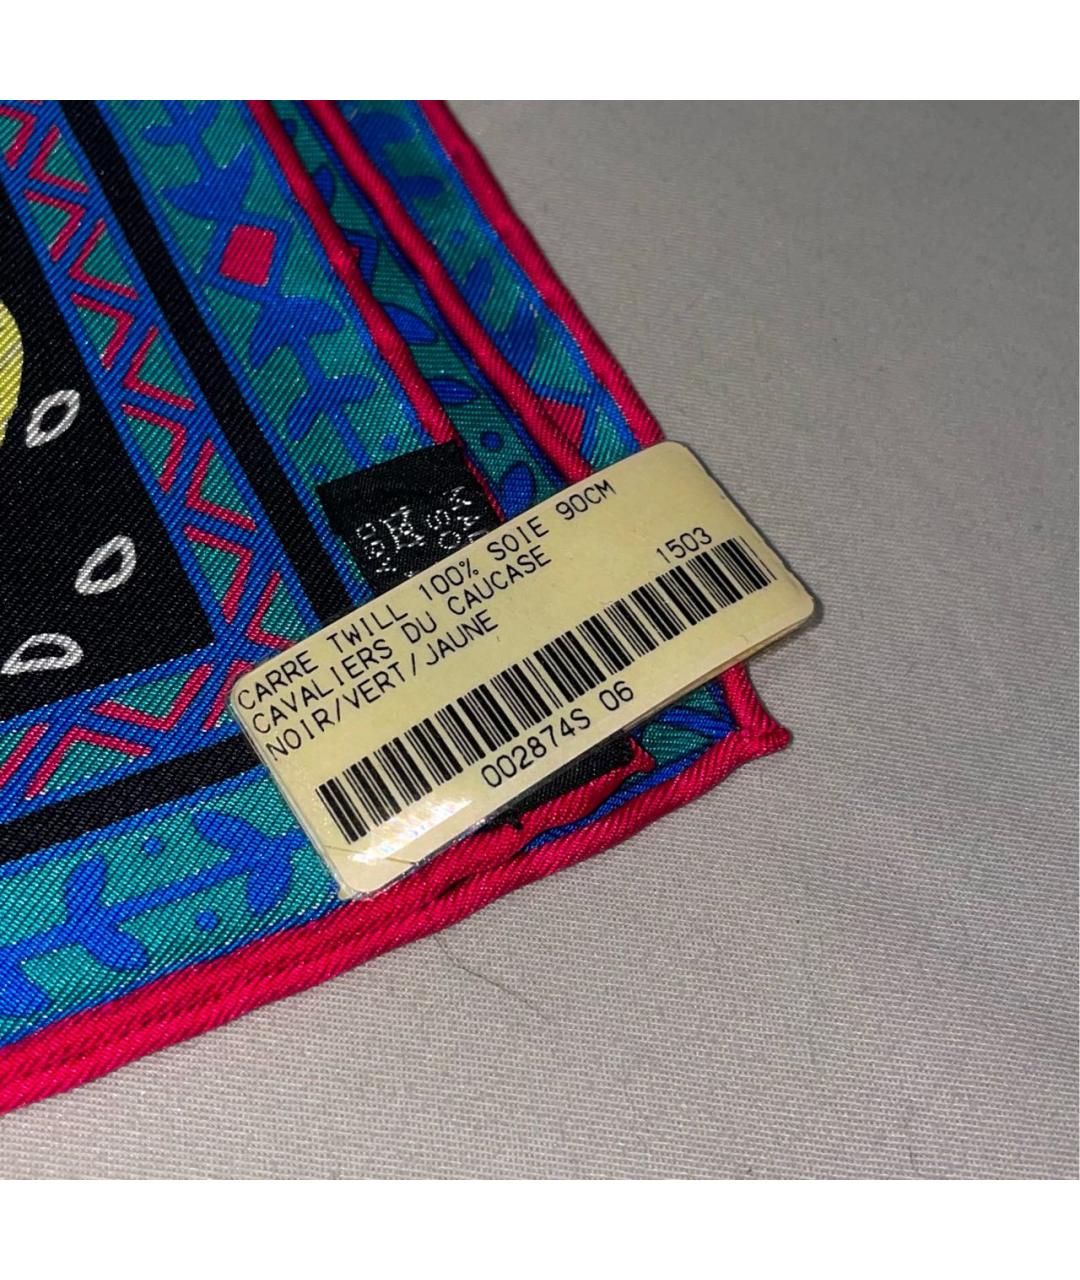 CARRE TWILL 100% SOIE 90CM
CAVALIERS DU CAUCASE
NOIR/VERT/JAUNE
1503
002874S 06